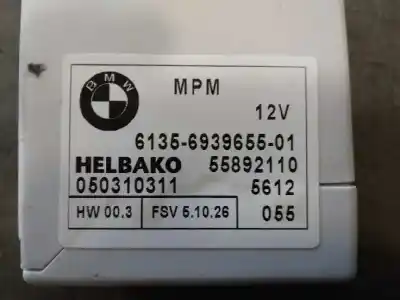 BMW
MPM
12V
6135-6939655-01
HELBAKO 55892110
050310311 5612
HW 00.3 FSV 5.10.26 055